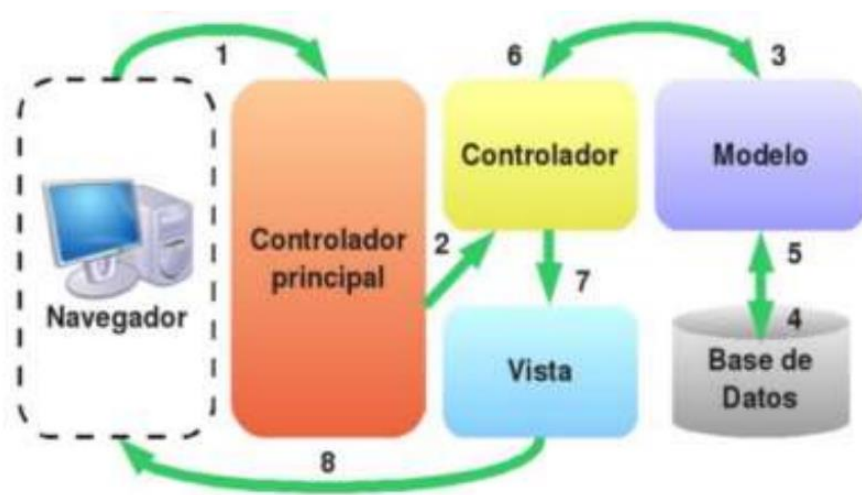 1
6
3
Controlador
Modelo
Controlador
principal
2
Navegador
7
5
4
Vista
Base de
Datos
8